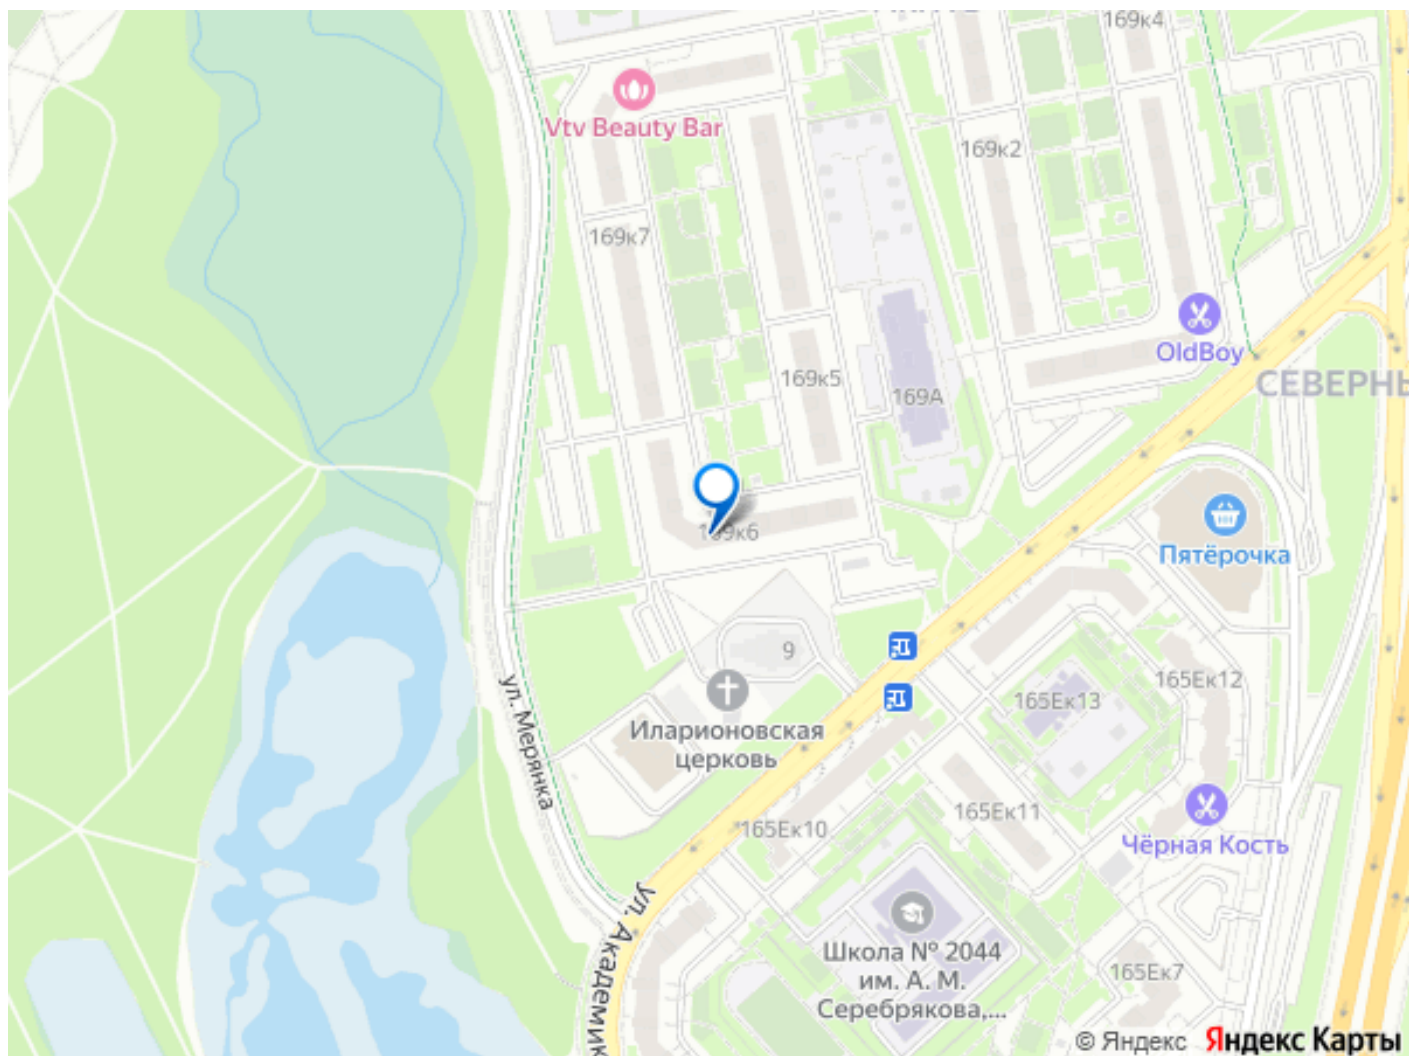 169к4
Vtv Beauty Bar
169к2
169к7
OldBoy
169к5
СЕВЕРНЫ
169А
169к6
Пятёрочка
9
165Ек12
165Ек13
Иларионовская
церковь
ул. Мерянка
165Ек11
165Ек10
Чёрная Кость
ул. Академик
Школа № 2044
им. А. М.
Серебрякова,...
165Ек7
© Яндекс Яндекс Карты